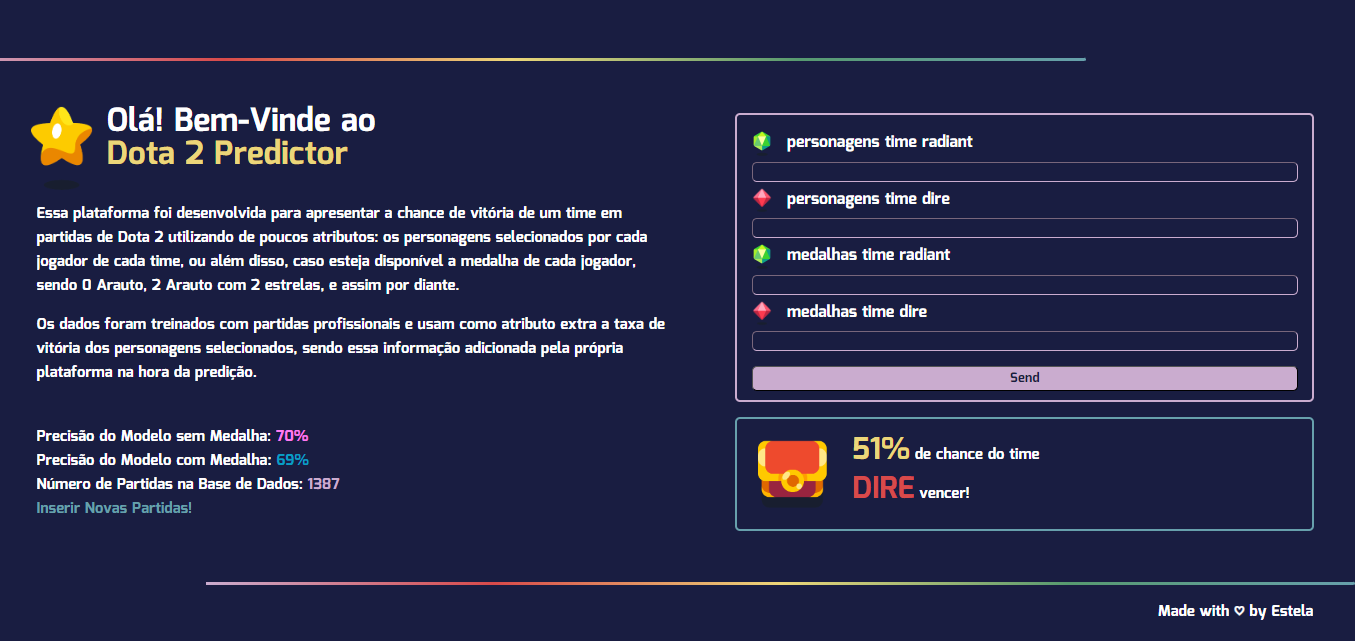 Olá! Bem-Vinde ao
Dota 2 Predictor
Essa plataforma foi desenvolvida para apresentar a chance de vitória de um time em
partidas de Dota 2 utilizando de poucos atributos: os personagens selecionados por cada
jogador de cada time, ou além disso, caso esteja disponível a medalha de cada jogador,
sendo 0 Arauto, 2 Arauto com 2 estrelas, e assim por diante.
Os dados foram treinados com partidas profissionais e usam como atributo extra a taxa de
vitória dos personagens selecionados, sendo essa informação adicionada pela própria
plataforma na hora da predição.
Precisão do Modelo sem Medalha: 70%
Precisão do Modelo com Medalha: 69%
Número de Partidas na Base de Dados: 1387
Inserir Novas Partidas!
personagens time radiant
personagens time dire
medalhas time radiant
medalhas time dire
Send
51% de chance do time
DIRE vencer!
Made with ♡ by Estela